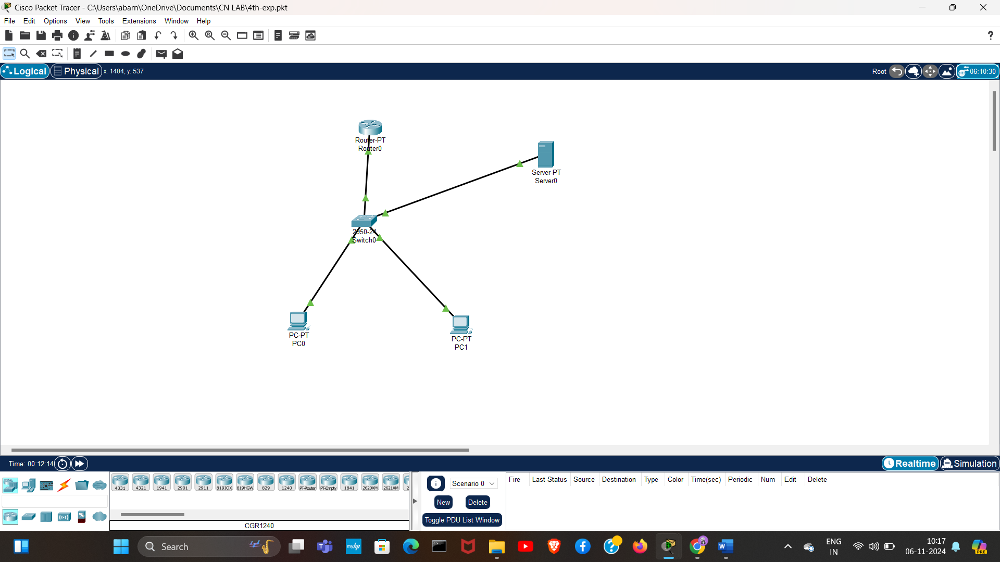 Cisco Packet Tracer - C:\Users\abarn\OneDrive\Documents\CN LAB\4th-exp.pkt
File Edit Options View Tools Extensions Window Help
?
Logical Physical x: 1404, y: 537 Root 06:10:30
Router-PT
Router0
Server-PT
Server0
2950-24
Switch0
PC-PT
PC0
PC-PT
PC1
Time: 00:12:14 Realtime Simulation
4331 4321 1941 2901 2911 819IOX 819HGW 829 1240 PT-Router PT-Empty 1841 2620XM 2621XM 2
CGR1240
Scenario 0
New Delete
Toggle PDU List Window
Fire Last Status Source Destination Type Color Time(sec) Periodic Num Edit Delete
Search
myhp
ENG
IN
10:17
06-11-2024
PRE